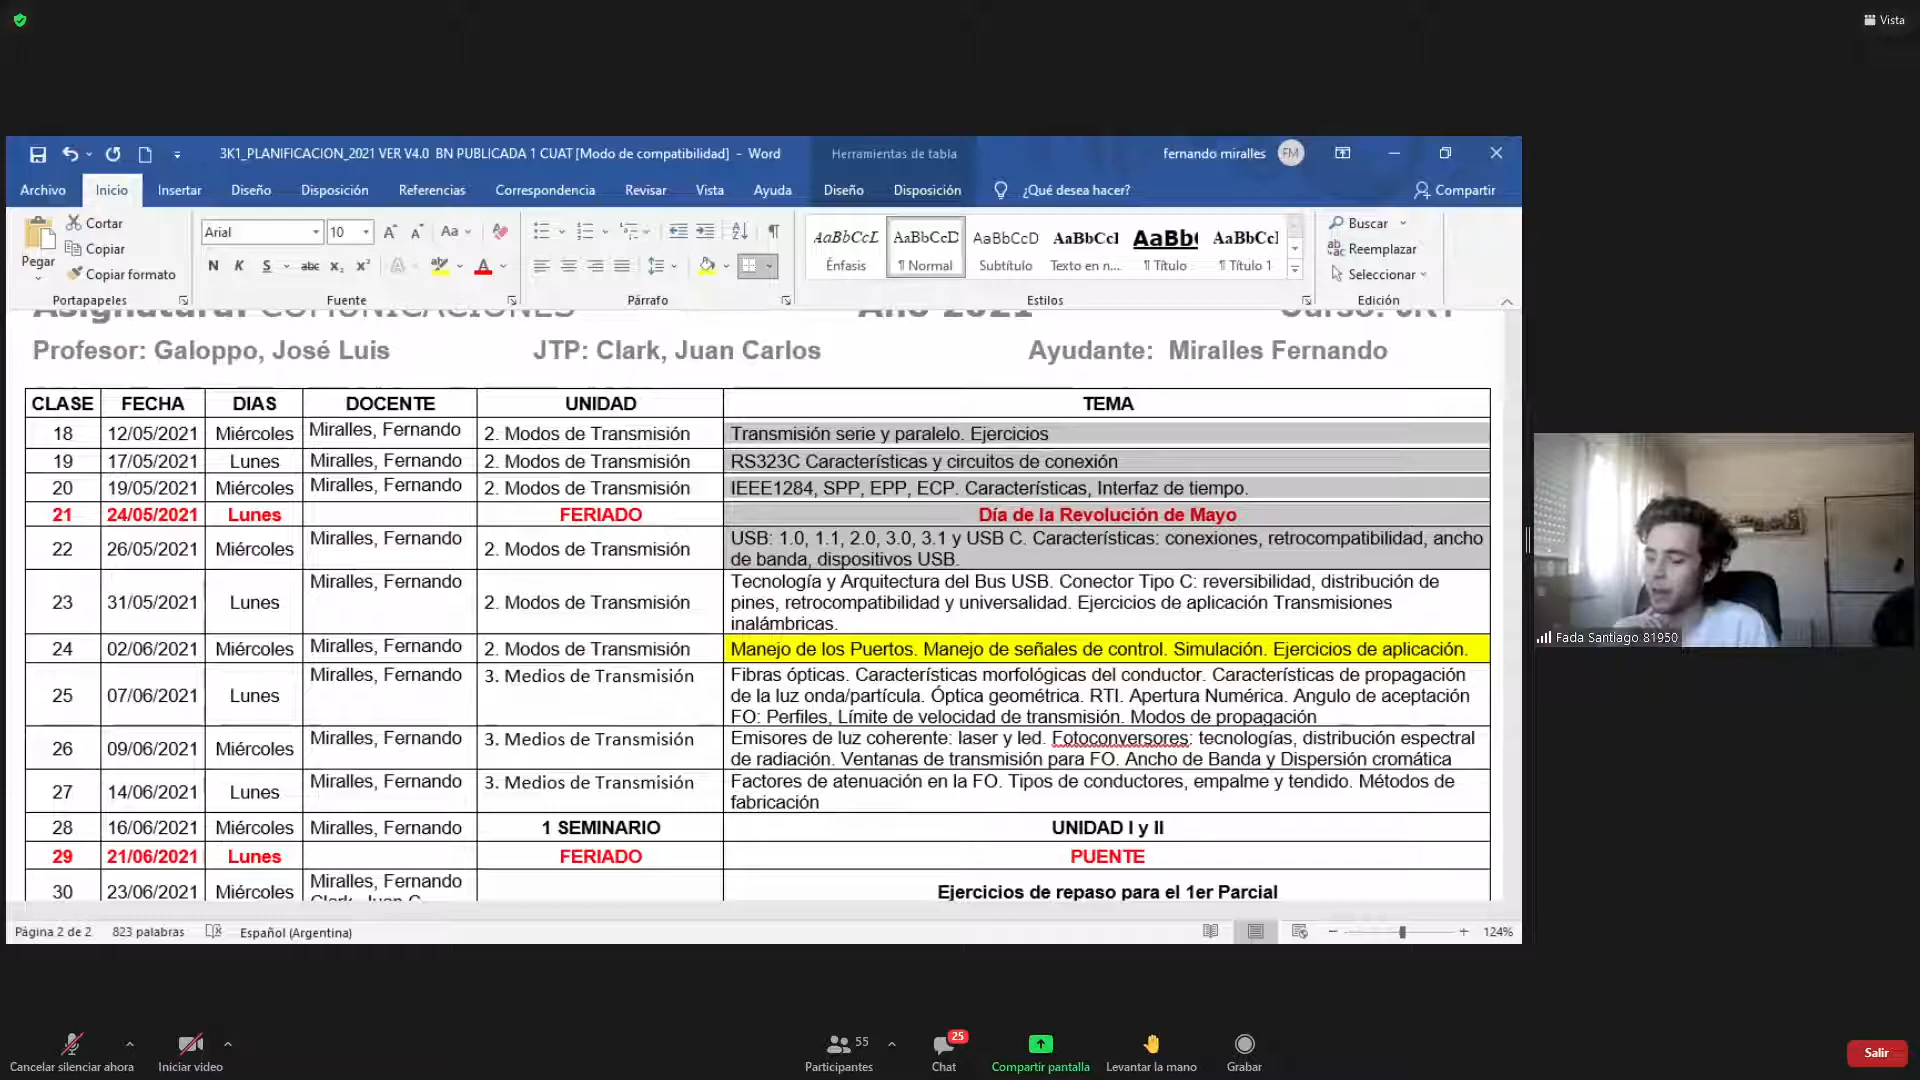 Vista
3K1_PLANIFICACION_2021 VER V4.0 BN PUBLICADA 1 CUAT [Modo de compatibilidad] - Word
Herramientas de tabla
fernando miralles
FM
Archivo Inicio Insertar Diseño Disposición Referencias Correspondencia Revisar Vista Ayuda Diseño Disposición ¿Qué desea hacer? Compartir
Pegar
Cortar
Copiar
Copiar formato
Portapapeles
Arial 10
N K S abc x₂ x²
Fuente
Párrafo
AaBbCcL Énfasis
AaBbCcD ¶ Normal
AaBbCcD Subtítulo
AaBbCcI Texto en n...
AaBb( ¶ Título
AaBbCcI ¶ Título 1
Estilos
Buscar
Reemplazar
Seleccionar
Edición
Asignatura: COMUNICACIONES Año 2021 Curso: 3K1
Profesor: Galoppo, José Luis JTP: Clark, Juan Carlos Ayudante: Miralles Fernando
CLASE FECHA DIAS DOCENTE UNIDAD TEMA
18 12/05/2021 Miércoles Miralles, Fernando 2. Modos de Transmisión Transmisión serie y paralelo. Ejercicios
19 17/05/2021 Lunes Miralles, Fernando 2. Modos de Transmisión RS323C Características y circuitos de conexión
20 19/05/2021 Miércoles Miralles, Fernando 2. Modos de Transmisión IEEE1284, SPP, EPP, ECP. Características, Interfaz de tiempo.
21 24/05/2021 Lunes FERIADO Día de la Revolución de Mayo
22 26/05/2021 Miércoles Miralles, Fernando 2. Modos de Transmisión USB: 1.0, 1.1, 2.0, 3.0, 3.1 y USB C. Características: conexiones, retrocompatibilidad, ancho
de banda, dispositivos USB.
23 31/05/2021 Lunes Miralles, Fernando 2. Modos de Transmisión Tecnología y Arquitectura del Bus USB. Conector Tipo C: reversibilidad, distribución de
pines, retrocompatibilidad y universalidad. Ejercicios de aplicación Transmisiones
inalámbricas.
24 02/06/2021 Miércoles Miralles, Fernando 2. Modos de Transmisión Manejo de los Puertos. Manejo de señales de control. Simulación. Ejercicios de aplicación.
25 07/06/2021 Lunes Miralles, Fernando 3. Medios de Transmisión Fibras ópticas. Características morfológicas del conductor. Características de propagación
de la luz onda/partícula. Óptica geométrica. RTI. Apertura Numérica. Angulo de aceptación
FO: Perfiles, Límite de velocidad de transmisión. Modos de propagación
26 09/06/2021 Miércoles Miralles, Fernando 3. Medios de Transmisión Emisores de luz coherente: laser y led. Fotoconversores: tecnologías, distribución espectral
de radiación. Ventanas de transmisión para FO. Ancho de Banda y Dispersión cromática
27 14/06/2021 Lunes Miralles, Fernando 3. Medios de Transmisión Factores de atenuación en la FO. Tipos de conductores, empalme y tendido. Métodos de
fabricación
28 16/06/2021 Miércoles Miralles, Fernando 1 SEMINARIO UNIDAD I y II
29 21/06/2021 Lunes FERIADO PUENTE
30 23/06/2021 Miércoles Miralles, Fernando Ejercicios de repaso para el 1er Parcial
Clark, Juan C
Página 2 de 2 823 palabras Español (Argentina) 124%
Fada Santiago 81950
Cancelar silenciar ahora Iniciar video Participantes 55 Chat 25 Compartir pantalla Levantar la mano Grabar Salir